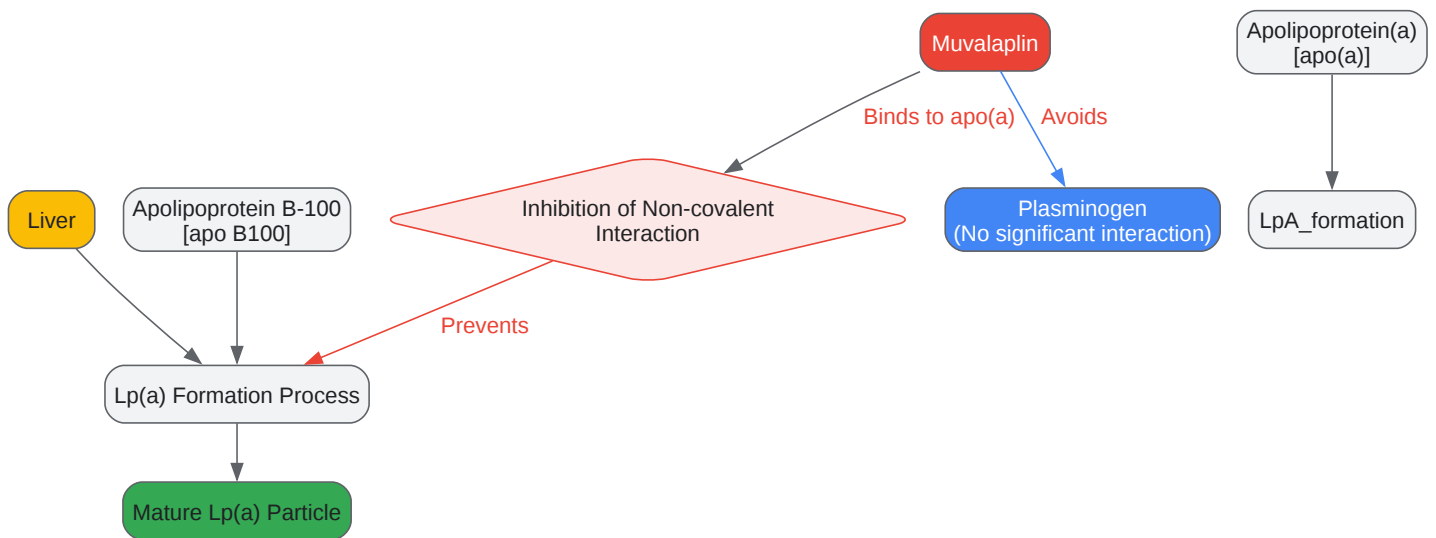 Muvalaplin
Apolipoprotein(a)
[apo(a)]
Binds to apo(a)
Avoids
Liver
Apolipoprotein B-100
[apo B100]
Inhibition of Non-covalent
Interaction
Plasminogen
(No significant interaction)
LpA_formation
Prevents
Lp(a) Formation Process
Mature Lp(a) Particle